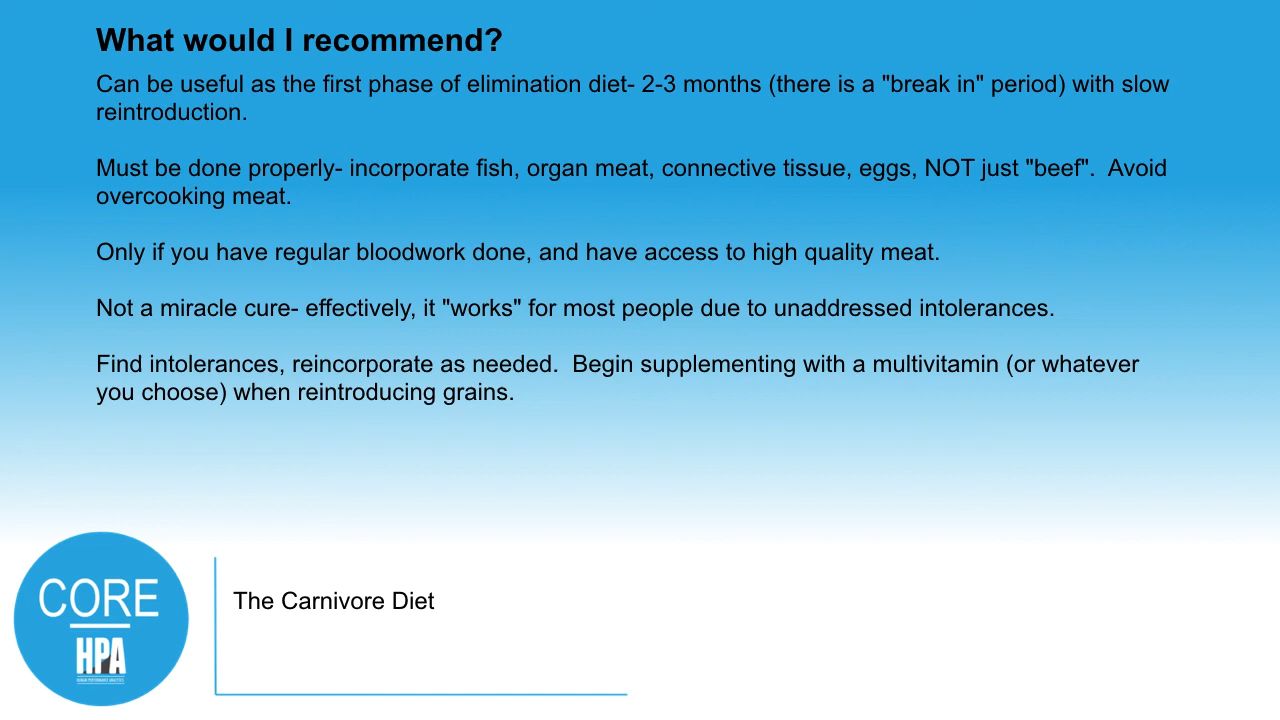 What would I recommend?
Can be useful as the first phase of elimination diet- 2-3 months (there is a "break in" period) with slow
reintroduction.
Must be done properly- incorporate fish, organ meat, connective tissue, eggs, NOT just "beef".  Avoid
overcooking meat.
Only if you have regular bloodwork done, and have access to high quality meat.
Not a miracle cure- effectively, it "works" for most people due to unaddressed intolerances.
Find intolerances, reincorporate as needed.  Begin supplementing with a multivitamin (or whatever
you choose) when reintroducing grains.
CORE
HPA
HUMAN PERFORMANCE ANALYTICS
The Carnivore Diet